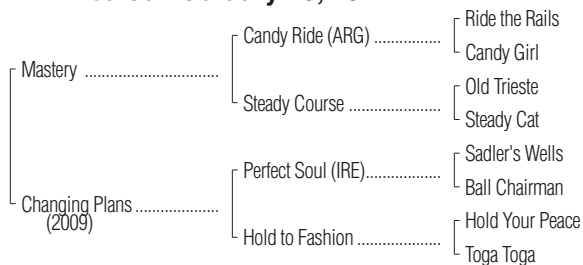 Ride the Rails
Candy Ride (ARG) ..................
Candy Girl
Mastery ..............................
Old Trieste
Steady Course .....................
Steady Cat
Sadler's Wells
Perfect Soul (IRE)................
Ball Chairman
Changing Plans ..................
(2009)
Hold Your Peace
Hold to Fashion ...................
Toga Toga